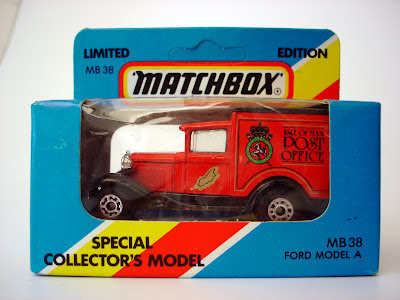 LIMITED EDITION
MB 38
MATCHBOX®
ISLE OF MAN
POST
OFFICE
SPECIAL
COLLECTOR'S MODEL
MB 38
FORD MODEL A